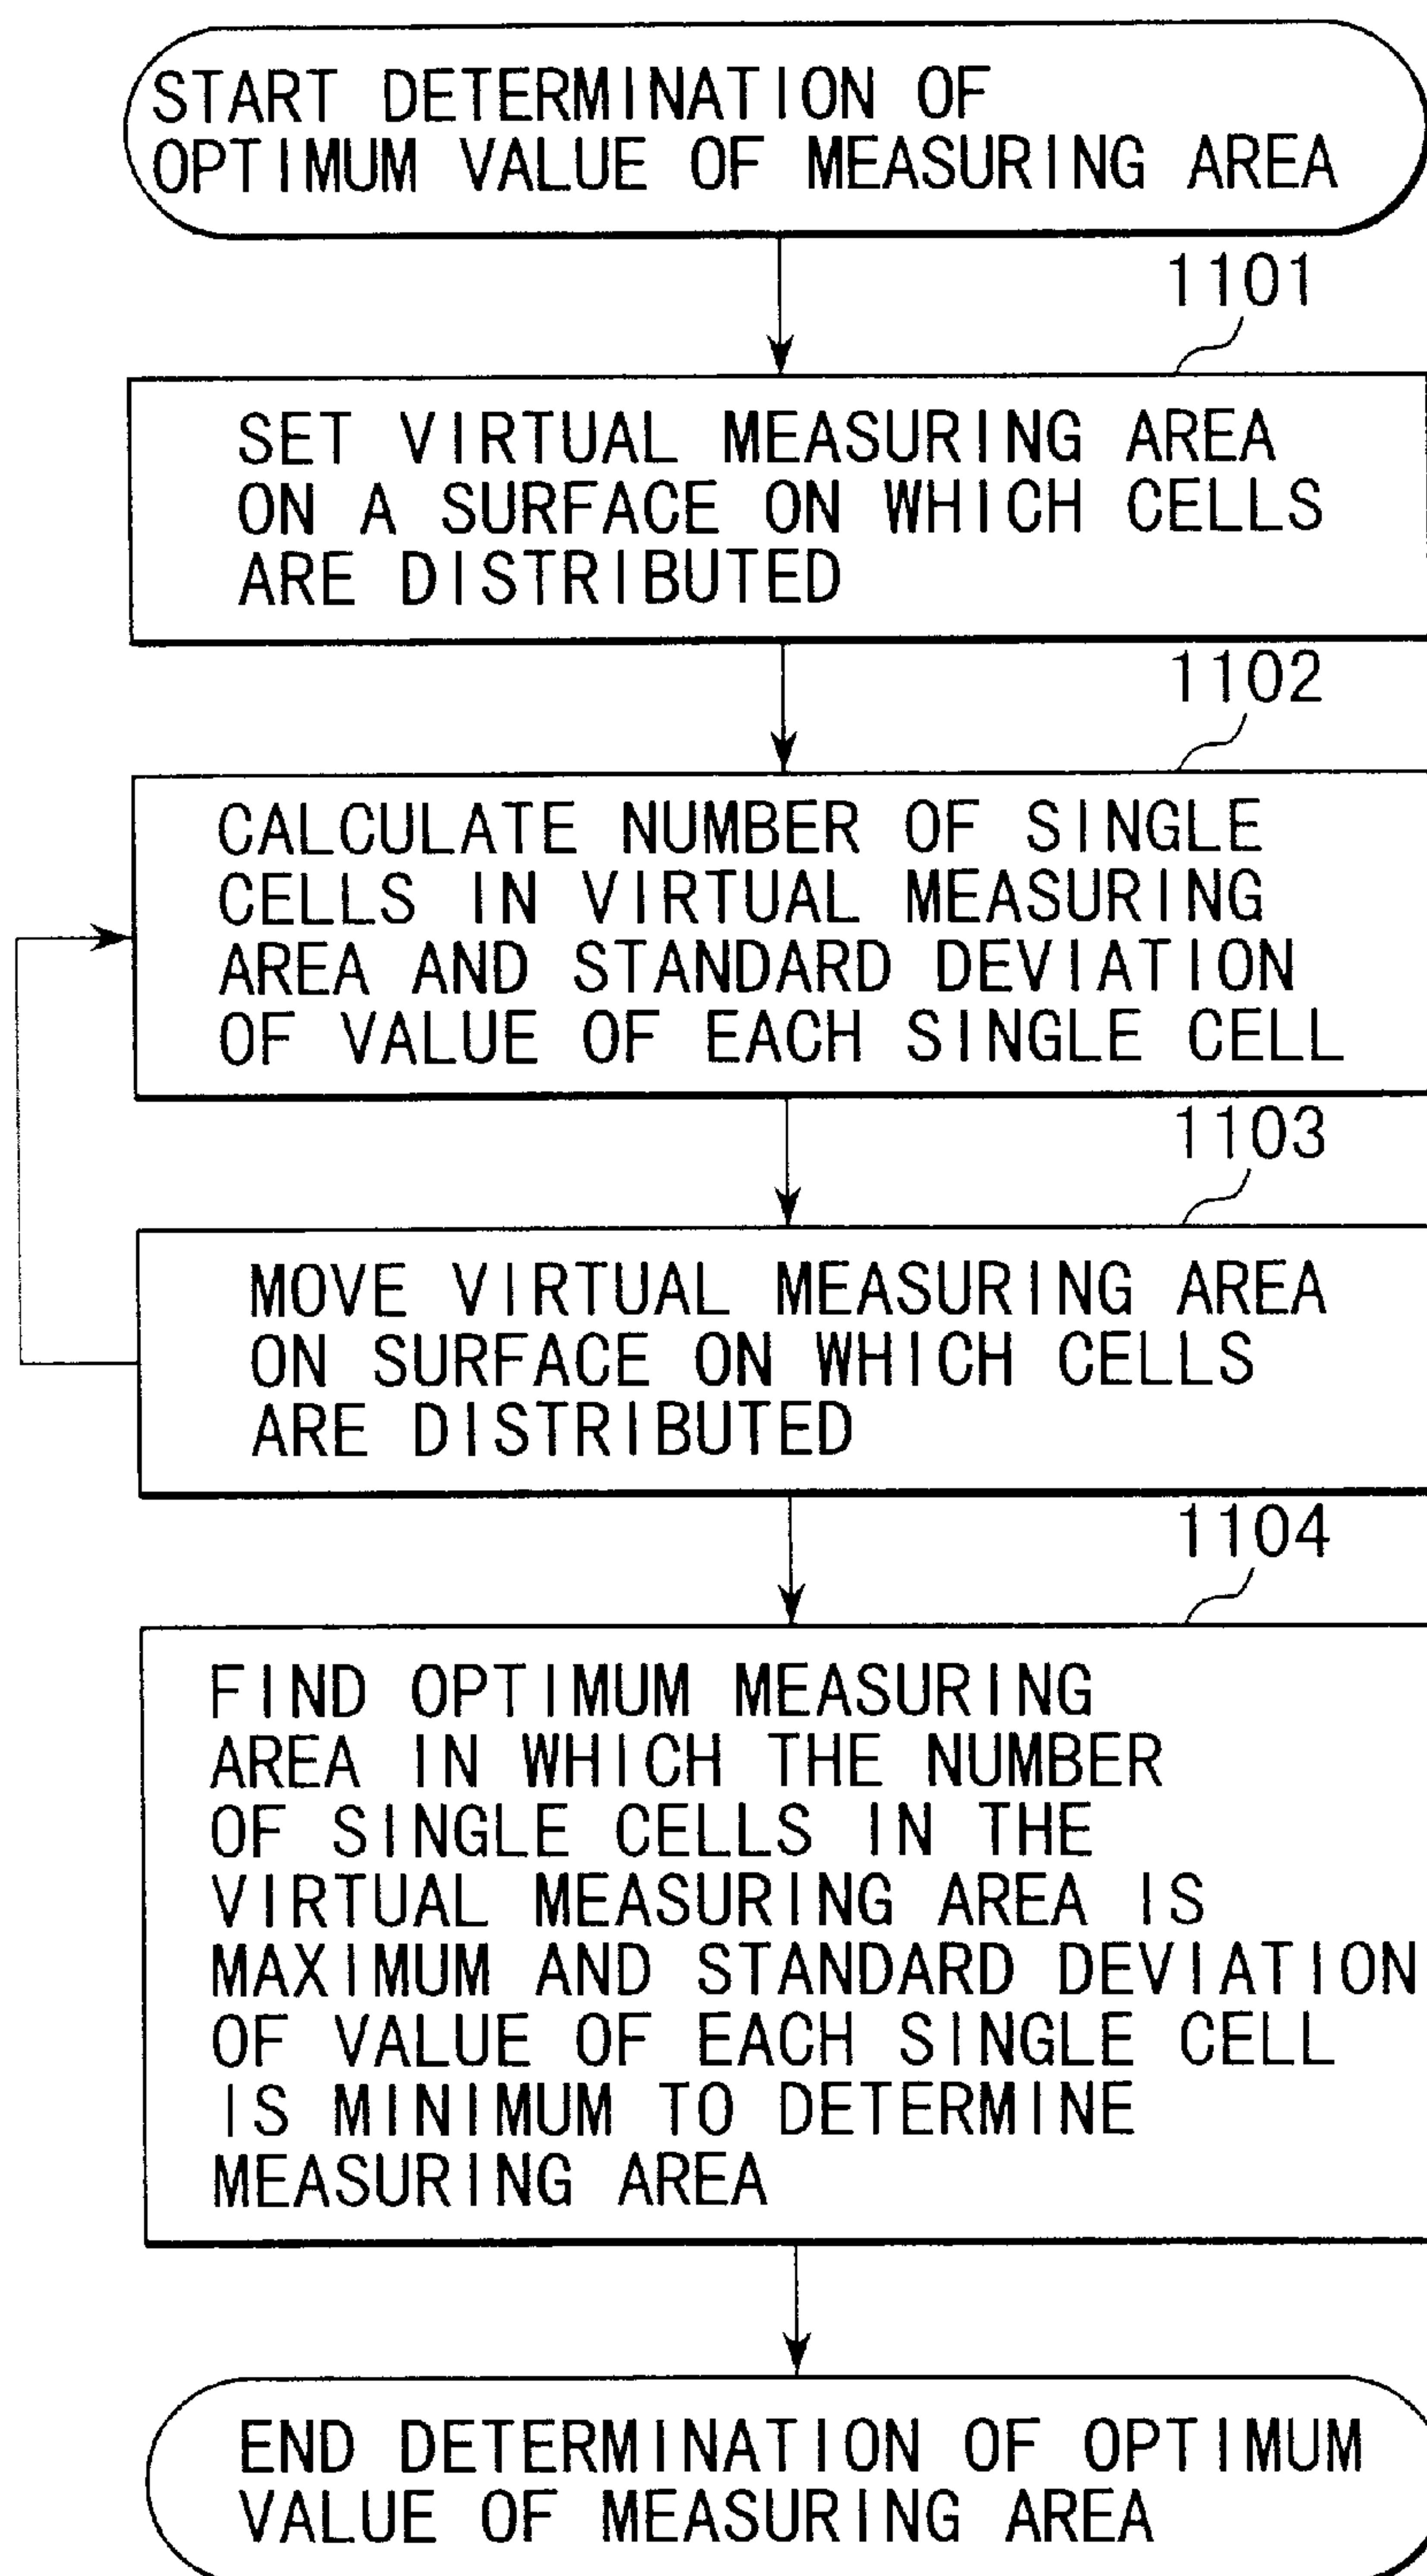 START DETERMINATION OF
OPTIMUM VALUE OF MEASURING AREA
1101
SET VIRTUAL MEASURING AREA
ON A SURFACE ON WHICH CELLS
ARE DISTRIBUTED
1102
CALCULATE NUMBER OF SINGLE
CELLS IN VIRTUAL MEASURING
AREA AND STANDARD DEVIATION
OF VALUE OF EACH SINGLE CELL
1103
MOVE VIRTUAL MEASURING AREA
ON SURFACE ON WHICH CELLS
ARE DISTRIBUTED
1104
FIND OPTIMUM MEASURING
AREA IN WHICH THE NUMBER
OF SINGLE CELLS IN THE
VIRTUAL MEASURING AREA IS
MAXIMUM AND STANDARD DEVIATION
OF VALUE OF EACH SINGLE CELL
IS MINIMUM TO DETERMINE
MEASURING AREA
END DETERMINATION OF OPTIMUM
VALUE OF MEASURING AREA